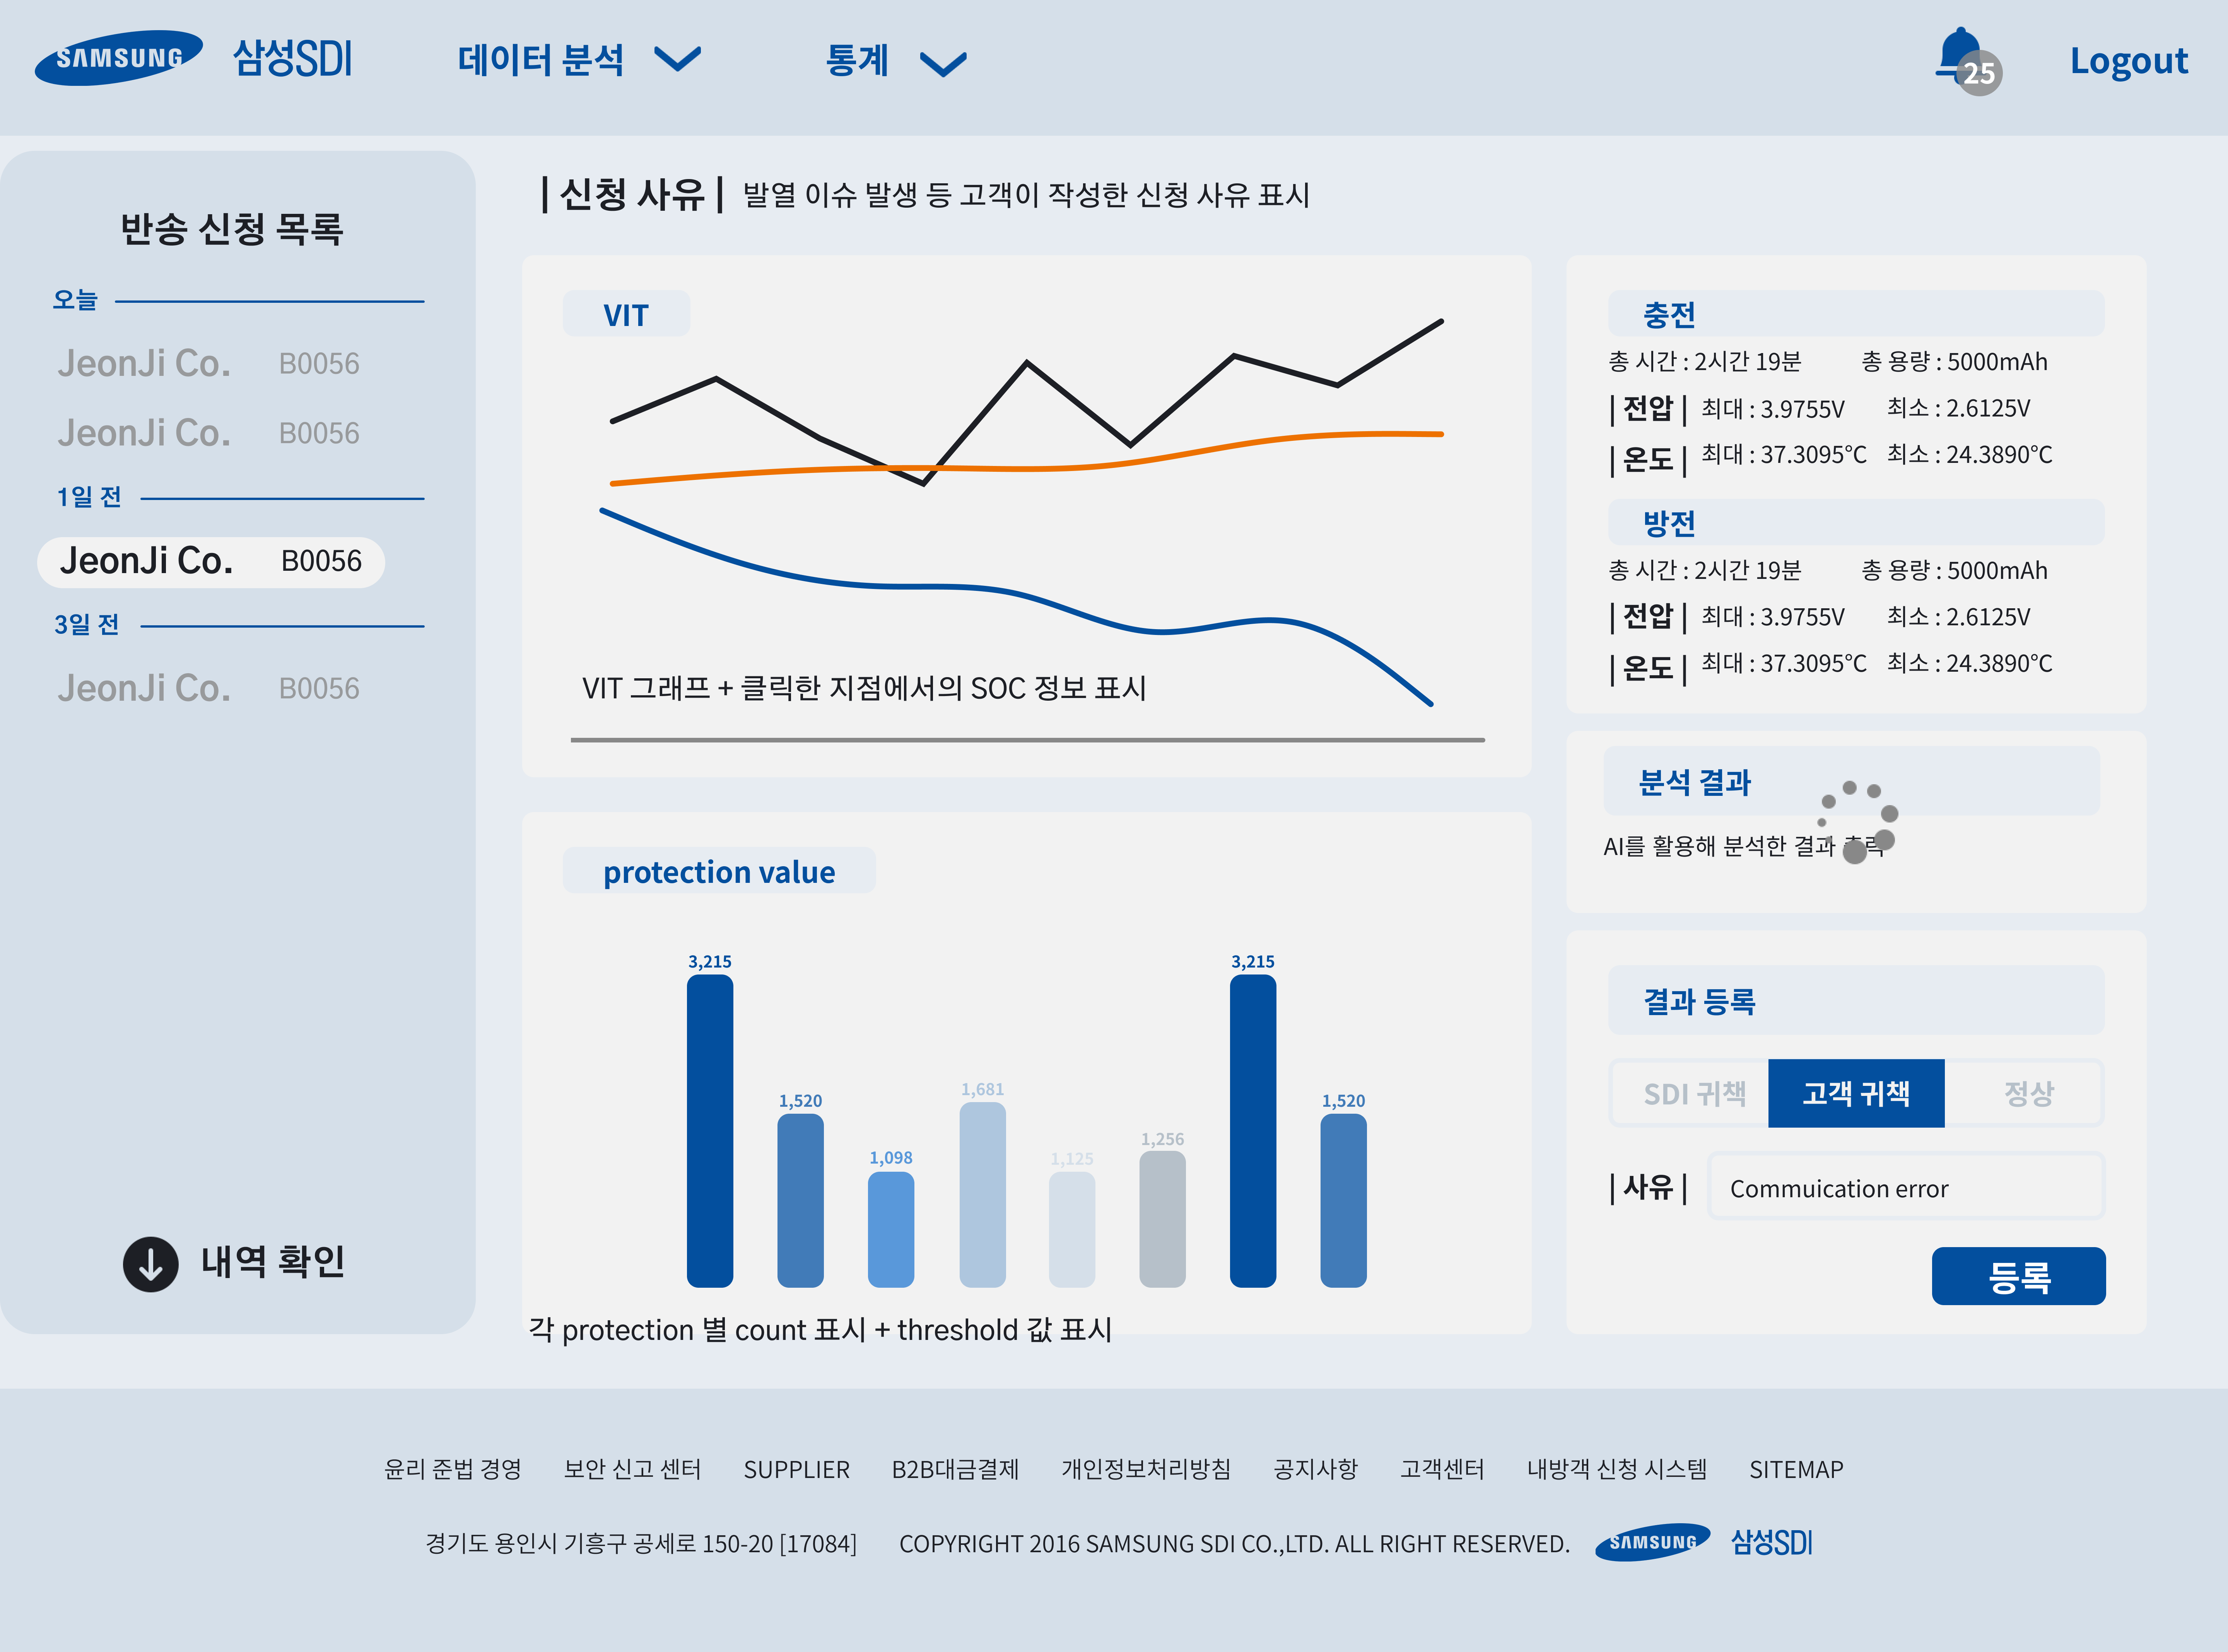 SAMSUNG 삼성SDI 데이터 분석 통계 25 Logout
반송 신청 목록
오늘
JeonJi Co. B0056
JeonJi Co. B0056
1일 전
JeonJi Co. B0056
3일 전
JeonJi Co. B0056
내역 확인
| 신청 사유 | 발열 이슈 발생 등 고객이 작성한 신청 사유 표시
VIT
VIT 그래프 + 클릭한 지점에서의 SOC 정보 표시
protection value
3,215
1,520
1,098
1,681
1,125
1,256
3,215
1,520
각 protection 별 count 표시 + threshold 값 표시
충전
총 시간 : 2시간 19분 총 용량 : 5000mAh
| 전압 | 최대 : 3.9755V 최소 : 2.6125V
| 온도 | 최대 : 37.3095℃ 최소 : 24.3890℃
방전
총 시간 : 2시간 19분 총 용량 : 5000mAh
| 전압 | 최대 : 3.9755V 최소 : 2.6125V
| 온도 | 최대 : 37.3095℃ 최소 : 24.3890℃
분석 결과
AI를 활용해 분석한 결과 출력
결과 등록
SDI 귀책 고객 귀책 정상
| 사유 | Commuication error
등록
윤리 준법 경영 보안 신고 센터 SUPPLIER B2B대금결제 개인정보처리방침 공지사항 고객센터 내방객 신청 시스템 SITEMAP
경기도 용인시 기흥구 공세로 150-20 [17084] COPYRIGHT 2016 SAMSUNG SDI CO.,LTD. ALL RIGHT RESERVED. SAMSUNG 삼성SDI